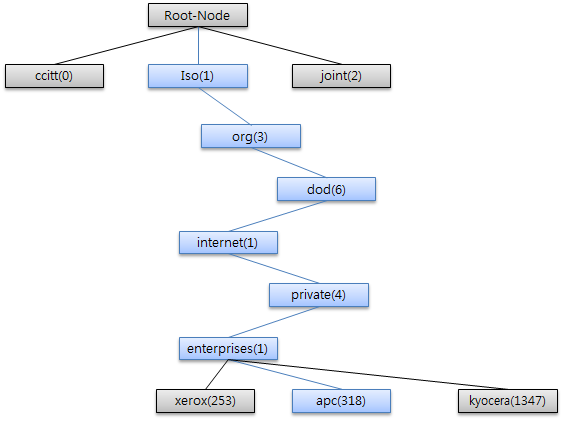 Root-Node
ccitt(0)
Iso(1)
joint(2)
org(3)
dod(6)
internet(1)
private(4)
enterprises(1)
xerox(253)
apc(318)
kyocera(1347)